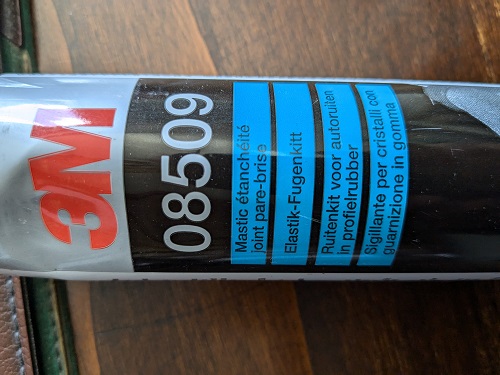 3M
08509
Mastic étanchéité
joint pare-brise
Elastik-Fugenkitt
Ruitenkit voor autoruiten
in profielrubber
Sigillante per cristalli con
guarnizione in gomma